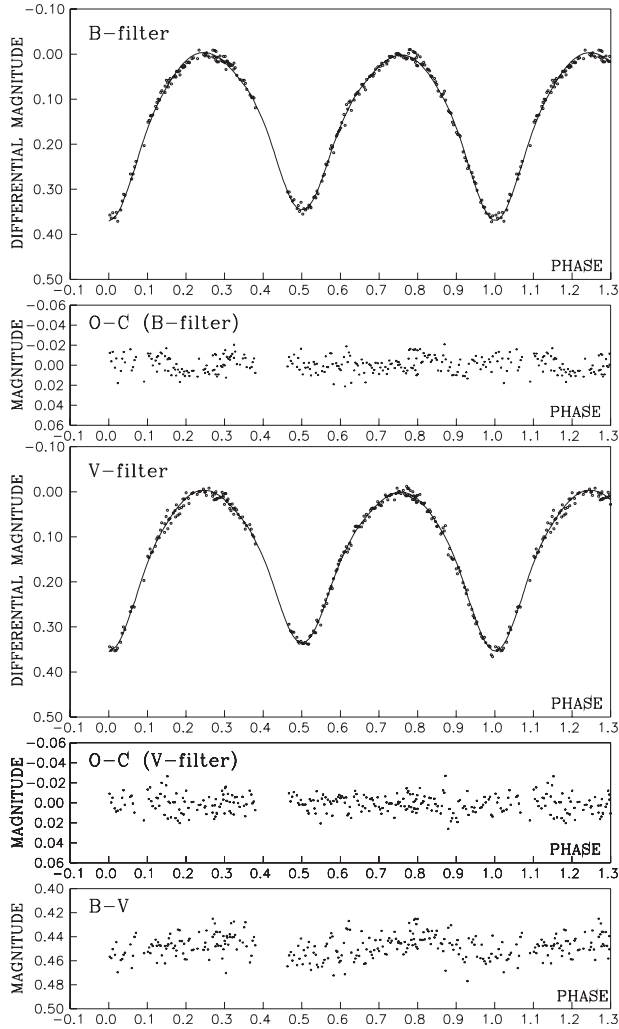 −0.10
0.00
0.10
0.20
0.30
0.40
0.50
DIFFERENTIAL MAGNITUDE
B−filter
PHASE
−0.1 0.0 0.1 0.2 0.3 0.4 0.5 0.6 0.7 0.8 0.9 1.0 1.1 1.2 1.3
−0.06
−0.04
−0.02
0.00
0.02
0.04
0.06
MAGNITUDE
O−C (B−filter)
PHASE
−0.1 0.0 0.1 0.2 0.3 0.4 0.5 0.6 0.7 0.8 0.9 1.0 1.1 1.2 1.3
−0.10
0.00
0.10
0.20
0.30
0.40
0.50
DIFFERENTIAL MAGNITUDE
V−filter
PHASE
−0.1 0.0 0.1 0.2 0.3 0.4 0.5 0.6 0.7 0.8 0.9 1.0 1.1 1.2 1.3
−0.06
−0.04
−0.02
0.00
0.02
0.04
0.06
MAGNITUDE
O−C (V−filter)
PHASE
−0.1 0.0 0.1 0.2 0.3 0.4 0.5 0.6 0.7 0.8 0.9 1.0 1.1 1.2 1.3
0.40
0.42
0.44
0.46
0.48
0.50
MAGNITUDE
B−V
PHASE
−0.1 0.0 0.1 0.2 0.3 0.4 0.5 0.6 0.7 0.8 0.9 1.0 1.1 1.2 1.3